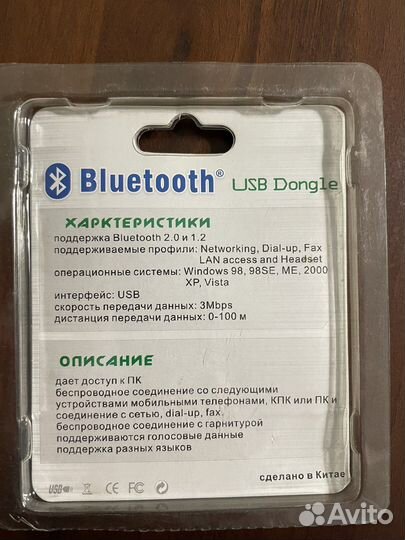 Bluetooth® USB Dongle
ХАРКТЕРИСТИКИ
поддержка Bluetooth 2.0 и 1.2
поддерживаемые профили: Networking, Dial-up, Fax
LAN access and Headset
операционные системы: Windows 98, 98SE, ME, 2000
XP, Vista
интерфейс: USB
скорость передачи данных: 3Mbps
дистанция передачи данных: 0-100 м
ОПИСАНИЕ
дает доступ к ПК
беспроводное соединение со следующими
устройствами мобильными телефонами, КПК или ПК и
соединение с сетью, dial-up, fax.
беспроводное соединение с гарнитурой
поддерживаются голосовые данные
поддержка разных языков
сделано в Китае
USB CE FC
Avito